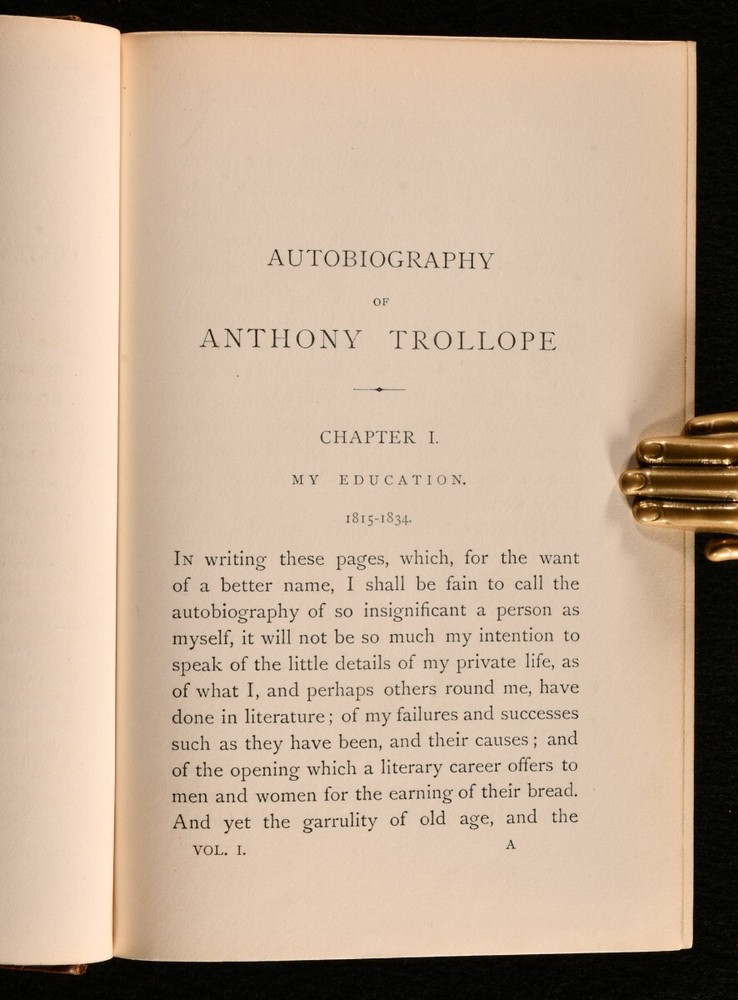 AUTOBIOGRAPHY
OF
ANTHONY TROLLOPE
CHAPTER I.
MY EDUCATION.
1815-1834.
In writing these pages, which, for the want
of a better name, I shall be fain to call the
autobiography of so insignificant a person as
myself, it will not be so much my intention to
speak of the little details of my private life, as
of what I, and perhaps others round me, have
done in literature; of my failures and successes
such as they have been, and their causes; and
of the opening which a literary career offers to
men and women for the earning of their bread.
And yet the garrulity of old age, and the
VOL. I. A